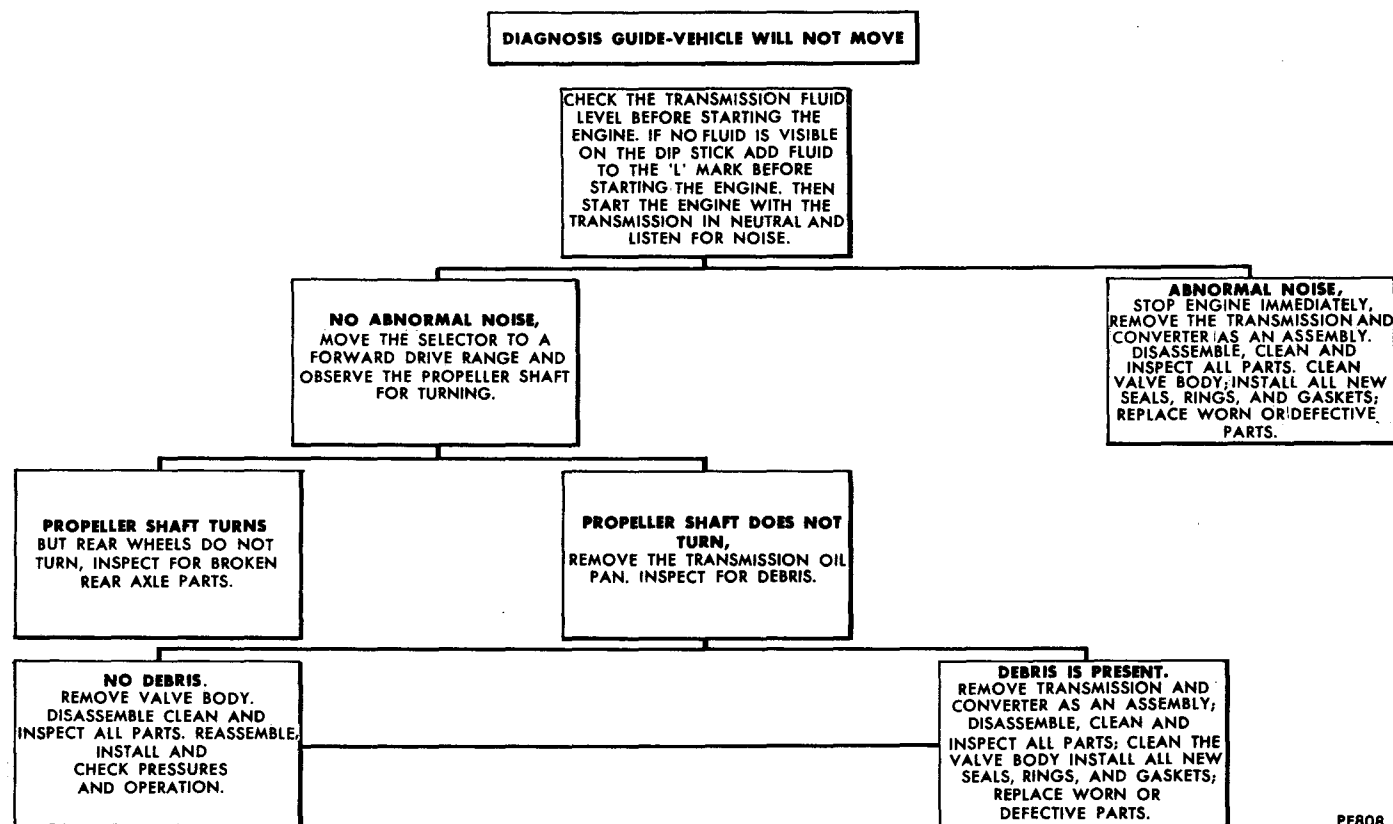 DIAGNOSIS GUIDE-VEHICLE WILL NOT MOVE
CHECK THE TRANSMISSION FLUID
LEVEL BEFORE STARTING THE
ENGINE. IF NO FLUID IS VISIBLE
ON THE DIP STICK ADD FLUID
TO THE 'L' MARK BEFORE
STARTING THE ENGINE. THEN
START THE ENGINE WITH THE
TRANSMISSION IN NEUTRAL AND
LISTEN FOR NOISE.
NO ABNORMAL NOISE,
MOVE THE SELECTOR TO A
FORWARD DRIVE RANGE AND
OBSERVE THE PROPELLER SHAFT
FOR TURNING.
ABNORMAL NOISE,
STOP ENGINE IMMEDIATELY,
REMOVE THE TRANSMISSION AND
CONVERTER AS AN ASSEMBLY.
DISASSEMBLE, CLEAN AND
INSPECT ALL PARTS. CLEAN
VALVE BODY; INSTALL ALL NEW
SEALS, RINGS, AND GASKETS;
REPLACE WORN OR DEFECTIVE
PARTS.
PROPELLER SHAFT TURNS
BUT REAR WHEELS DO NOT
TURN, INSPECT FOR BROKEN
REAR AXLE PARTS.
PROPELLER SHAFT DOES NOT
TURN,
REMOVE THE TRANSMISSION OIL
PAN. INSPECT FOR DEBRIS.
NO DEBRIS.
REMOVE VALVE BODY.
DISASSEMBLE CLEAN AND
INSPECT ALL PARTS. REASSEMBLE,
INSTALL AND
CHECK PRESSURES
AND OPERATION.
DEBRIS IS PRESENT.
REMOVE TRANSMISSION AND
CONVERTER AS AN ASSEMBLY;
DISASSEMBLE, CLEAN AND
INSPECT ALL PARTS; CLEAN THE
VALVE BODY INSTALL ALL NEW
SEALS, RINGS, AND GASKETS;
REPLACE WORN OR
DEFECTIVE PARTS.
PF808